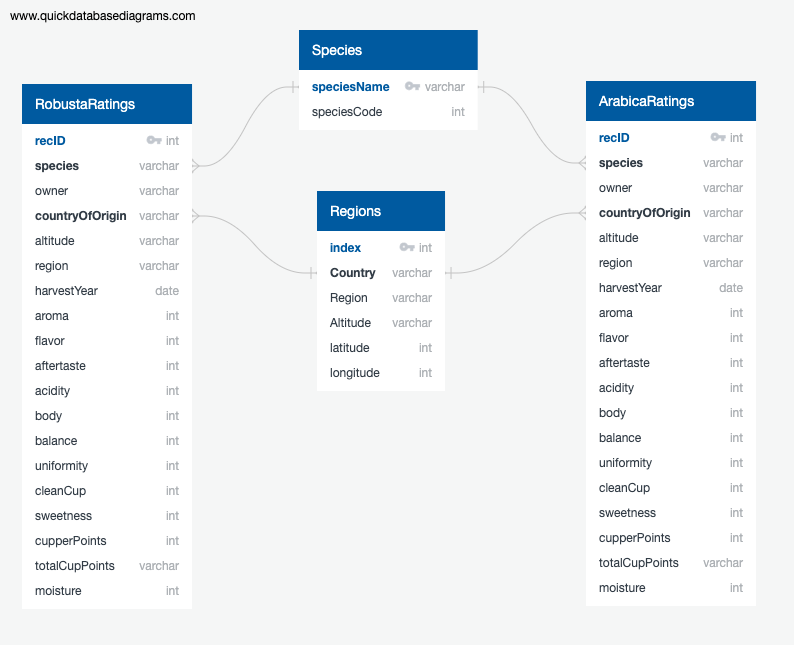 www.quickdatabasediagrams.com
Species
speciesName varchar
speciesCode int
RobustaRatings
recID int
species varchar
owner varchar
countryOfOrigin varchar
altitude varchar
region varchar
harvestYear date
aroma int
flavor int
aftertaste int
acidity int
body int
balance int
uniformity int
cleanCup int
sweetness int
cupperPoints int
totalCupPoints varchar
moisture int
Regions
index int
Country varchar
Region varchar
Altitude varchar
latitude int
longitude int
ArabicaRatings
recID int
species varchar
owner varchar
countryOfOrigin varchar
altitude varchar
region varchar
harvestYear date
aroma int
flavor int
aftertaste int
acidity int
body int
balance int
uniformity int
cleanCup int
sweetness int
cupperPoints int
totalCupPoints varchar
moisture int